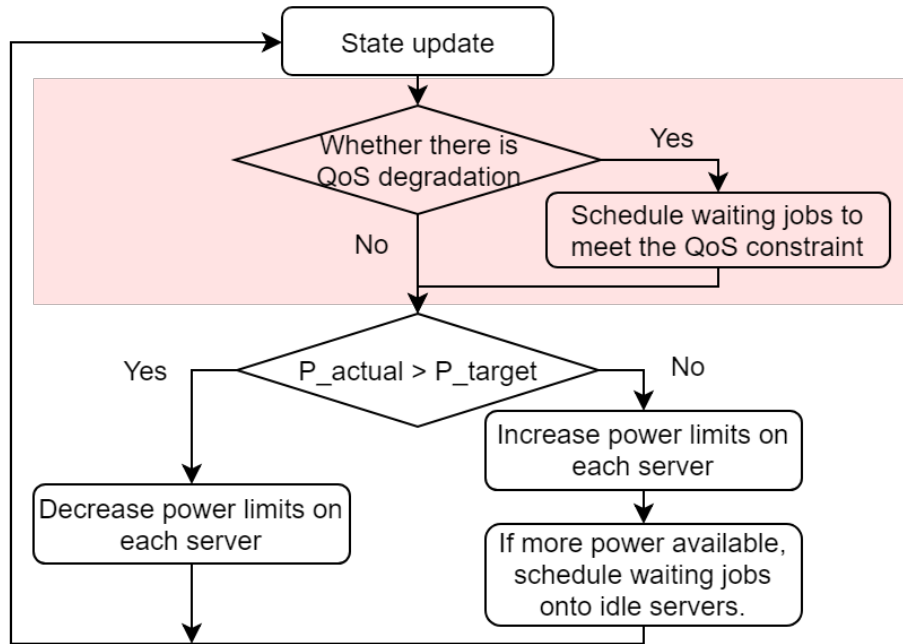 State update
Whether there is
QoS degradation
Yes
Schedule waiting jobs to
meet the QoS constraint
No
P_actual > P_target
Yes
No
Increase power limits on
each server
Decrease power limits on
each server
If more power available,
schedule waiting jobs
onto idle servers.